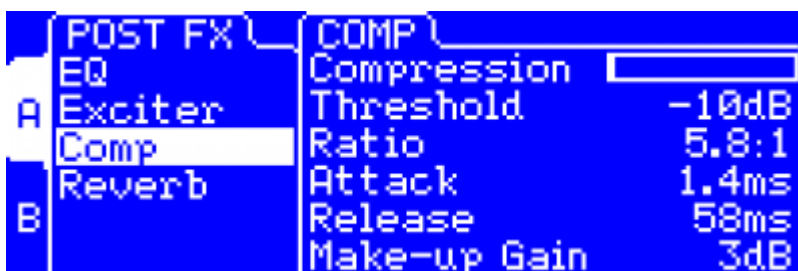 POST FX
EQ
Exciter
Comp
Reverb
A
B
COMP
Compression
Threshold -10dB
Ratio 5.8:1
Attack 1.4ms
Release 58ms
Make-up Gain 3dB